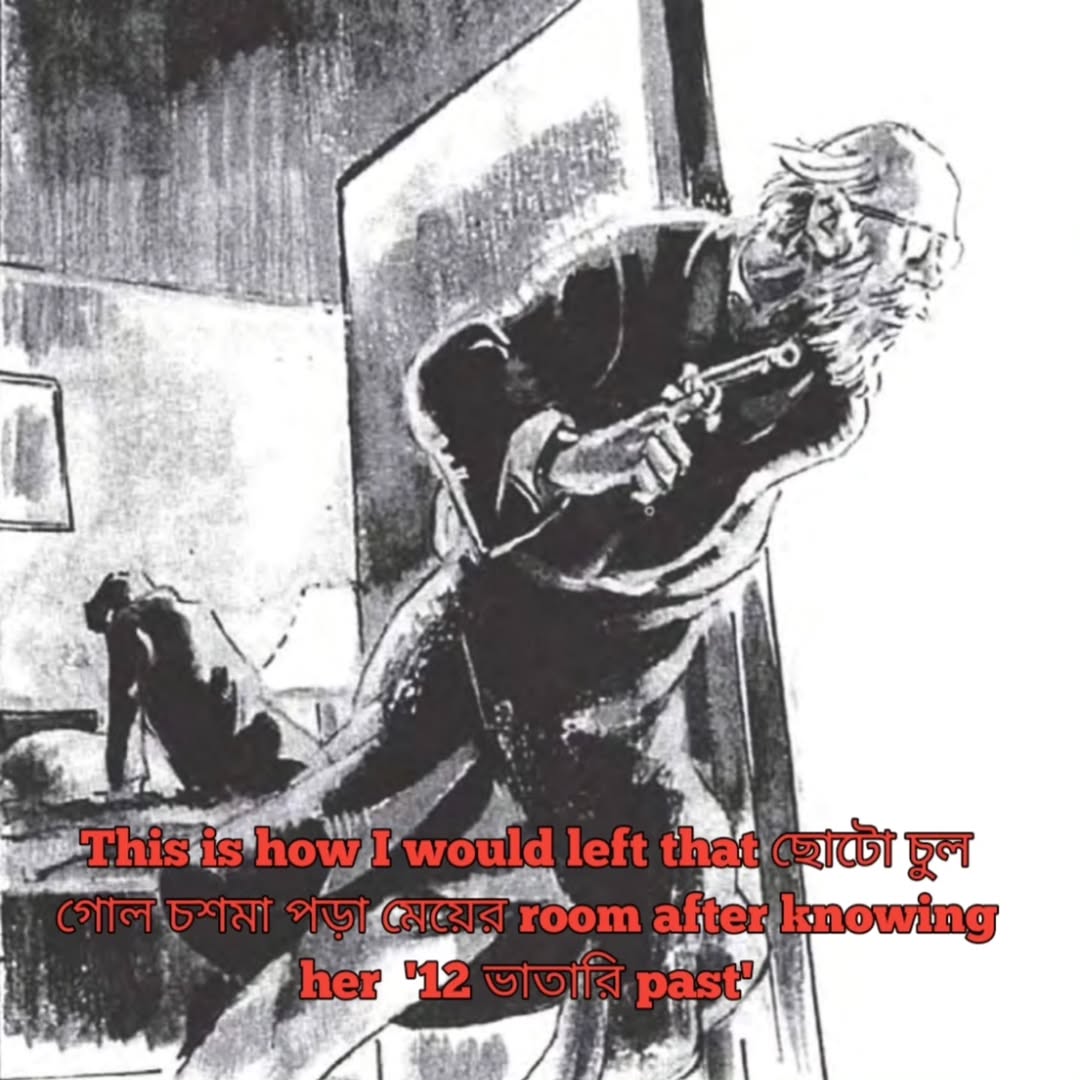 This is how I would left that ছোটো চুল
গোল চশমা পড়া মেয়ের room after knowing
her '12 ভাতারি past'